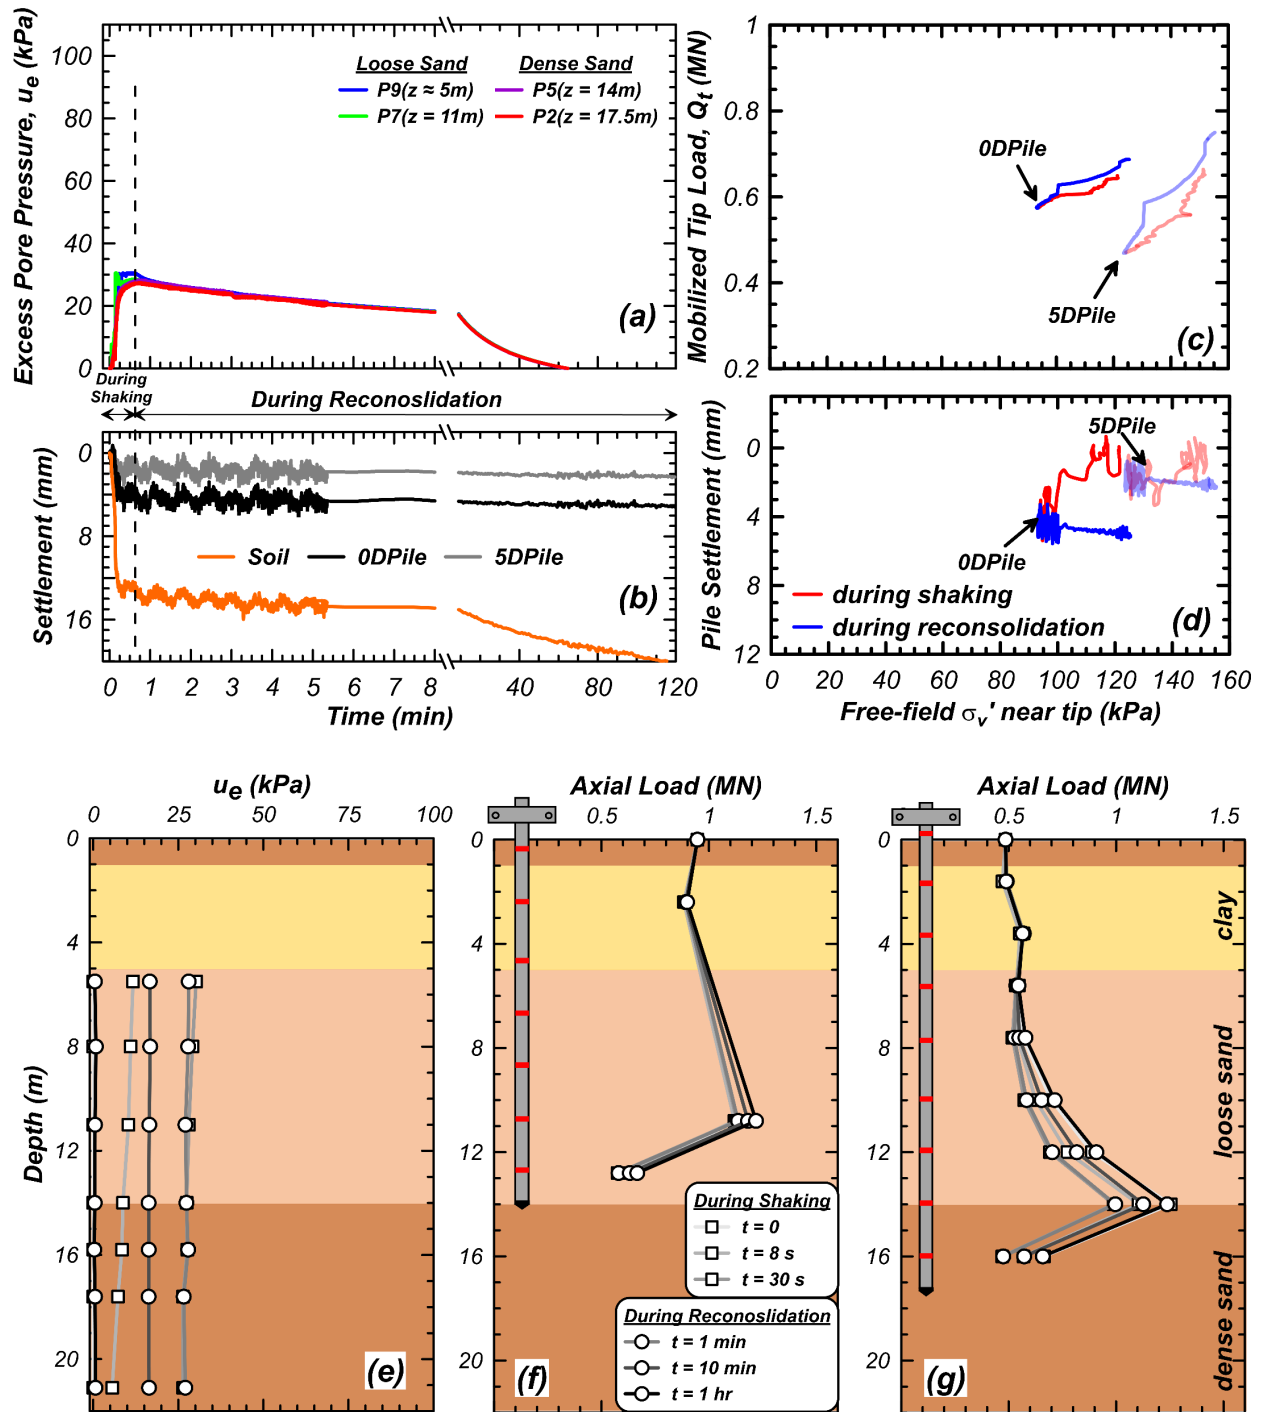 Excess Pore Pressure, ue (kPa)
100
80
60
40
20
0
Loose Sand Dense Sand
P9(z ≈ 5m) P5(z = 14m)
P7(z = 11m) P2(z = 17.5m)
(a)
During
Shaking
During Reconoslidation
Settlement (mm)
0
8
16
Soil 0DPile 5DPile
(b)
0 1 2 3 4 5 6 7 8 40 80 120
Time (min)
Mobilized Tip Load, Qt (MN)
1
0.8
0.6
0.4
0.2
0DPile
5DPile
(c)
Pile Settlement (mm)
0
4
8
12
5DPile
0DPile
during shaking
during reconsolidation
(d)
0 20 40 60 80 100 120 140 160
Free-field σv' near tip (kPa)
ue (kPa)
0 25 50 75 100
Depth (m)
0
4
8
12
16
20
(e)
Axial Load (MN)
0.5 1 1.5
0
4
8
12
16
20
During Shaking
t = 0
t = 8 s
t = 30 s
During Reconoslidation
t = 1 min
t = 10 min
t = 1 hr
(f)
Axial Load (MN)
0.5 1 1.5
0
4
8
12
16
20
clay
loose sand
dense sand
(g)